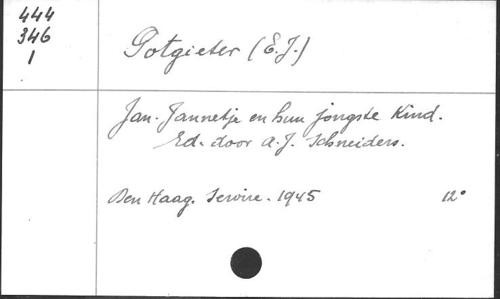 444
346
1
Potgieter (E.J.)
Jan. Jannetje en hun jongste Kind.
Ed. door A.J. Schneiders.
Den Haag. Servire. 1945 12°